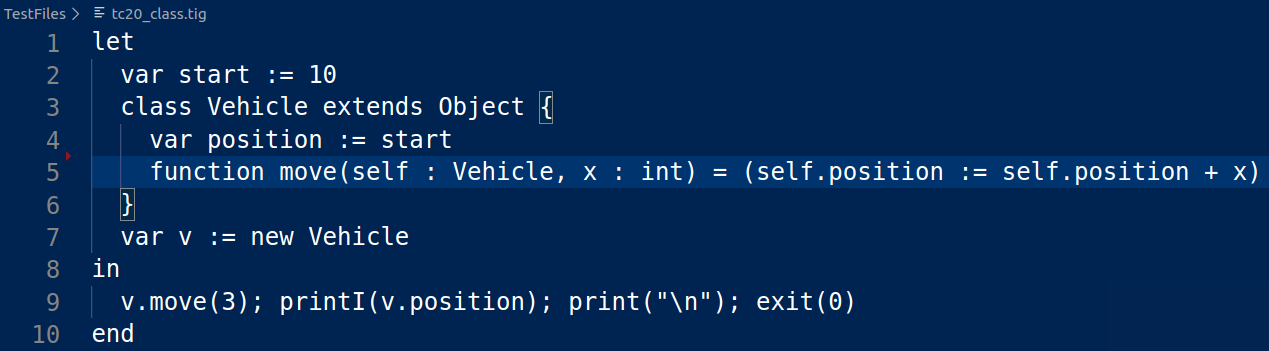 TestFiles > tc20_class.tig
1 let
2 var start := 10
3 class Vehicle extends Object {
4 var position := start
5 function move(self : Vehicle, x : int) = (self.position := self.position + x)
6 }
7 var v := new Vehicle
8 in
9 v.move(3); printI(v.position); print("\n"); exit(0)
10 end